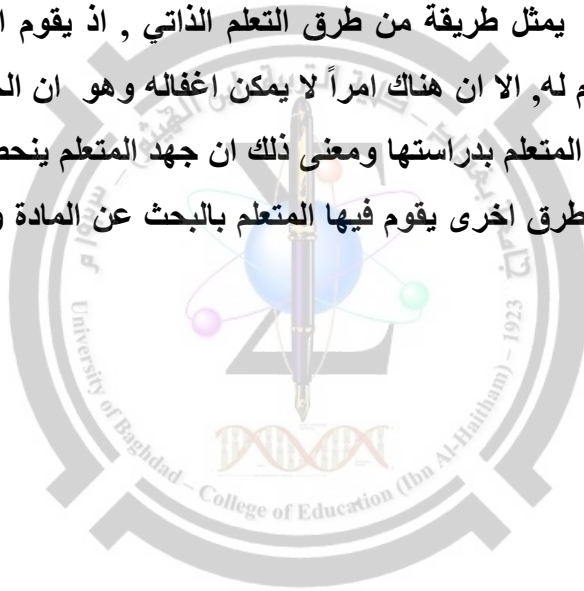 يمثل طريقة من طرق التعلم الذاتي , اذ يقوم
م له, الا ان هناك امراً لا يمكن اغفاله وهو ان
المتعلم بدراستها ومعنى ذلك ان جهد المتعلم
طرق اخرى يقوم فيها المتعلم بالبحث عن المادة و
University of Baghdad – College of Education (Ibn Al-Haitham) – 1923